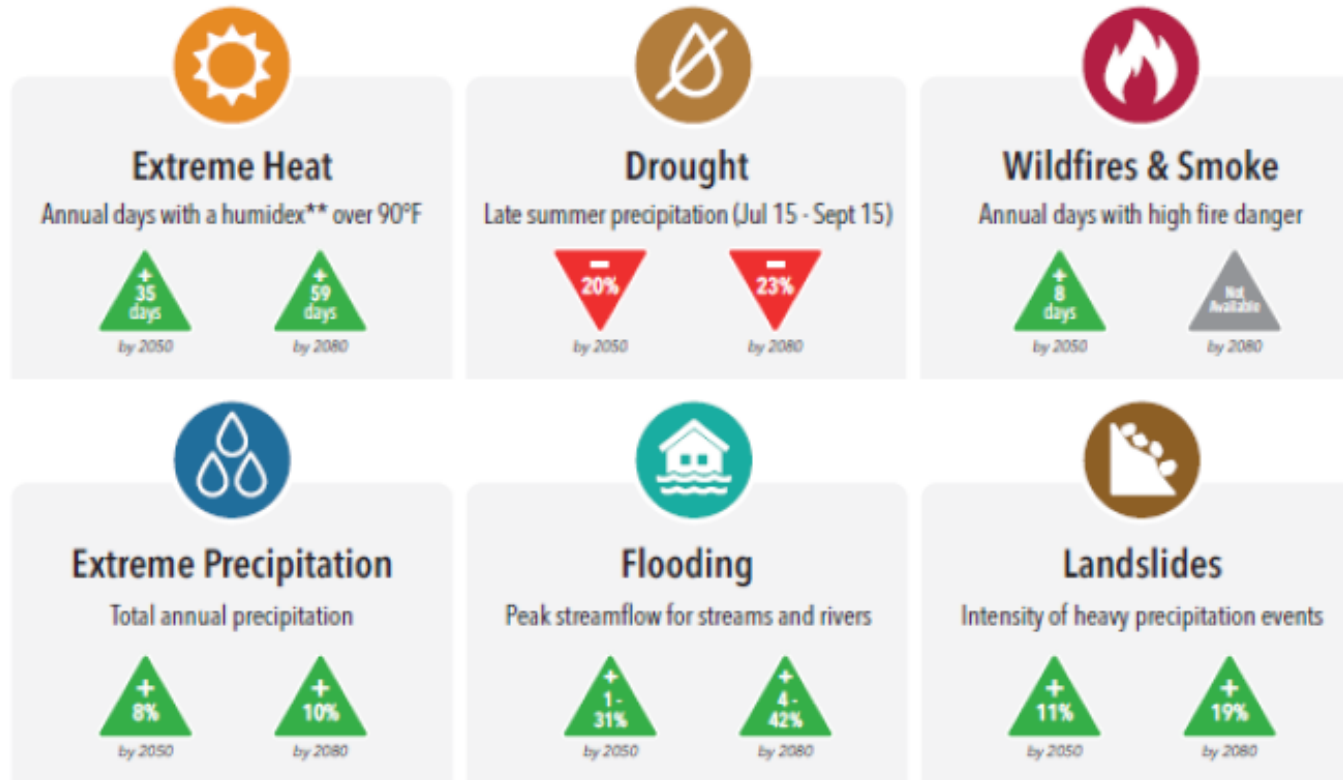 Extreme Heat
Annual days with a humidex** over 90°F
+
35
days
by 2050
+
59
days
by 2080
Drought
Late summer precipitation (Jul 15 - Sept 15)
−
20%
by 2050
−
23%
by 2080
Wildfires & Smoke
Annual days with high fire danger
+
8
days
by 2050
Not
Available
by 2080
Extreme Precipitation
Total annual precipitation
+
8%
by 2050
+
10%
by 2080
Flooding
Peak streamflow for streams and rivers
+
1 -
31%
by 2050
+
4 -
42%
by 2080
Landslides
Intensity of heavy precipitation events
+
11%
by 2050
+
19%
by 2080